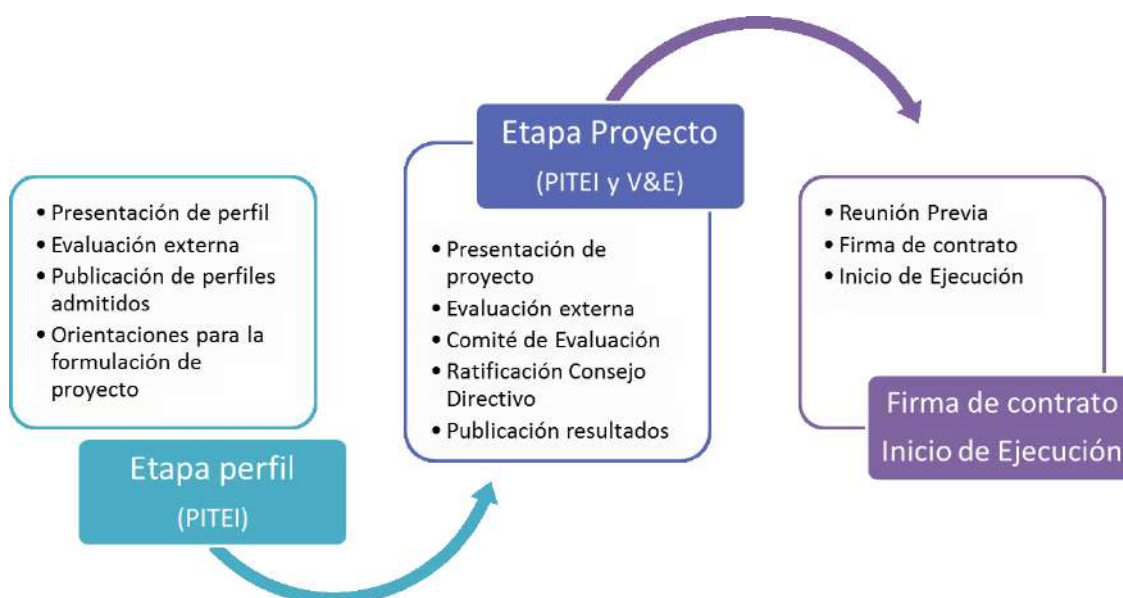 • Presentación de perfil
• Evaluación externa
• Publicación de perfiles
admitidos
• Orientaciones para la
formulación de
proyecto
Etapa perfil
(PITEI)
Etapa Proyecto
(PITEI y V&E)
• Presentación de
proyecto
• Evaluación externa
• Comité de Evaluación
• Ratificación Consejo
Directivo
• Publicación resultados
• Reunión Previa
• Firma de contrato
• Inicio de Ejecución
Firma de contrato
Inicio de Ejecución